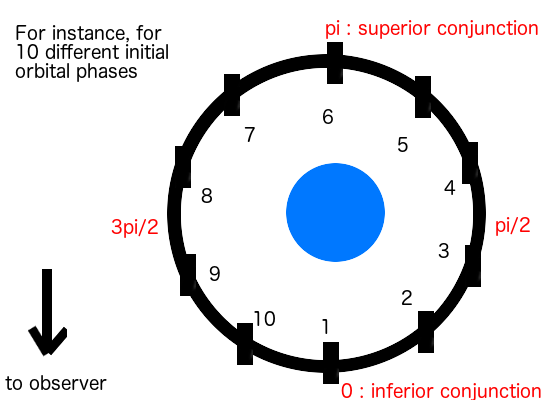 For instance, for
10 different initial
orbital phases
pi : superior conjunction
6
7
5
8
4
3pi/2
pi/2
9
3
10
2
1
to observer
0 : inferior conjunction